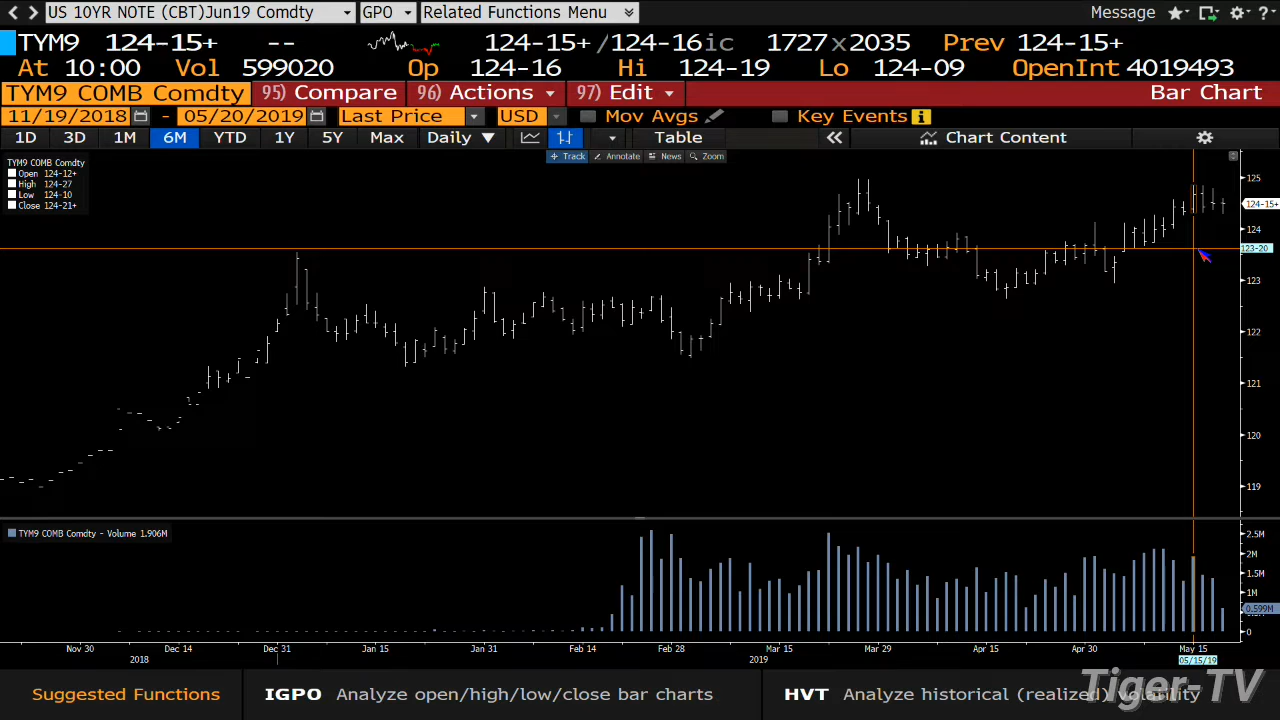 US 10YR NOTE (CBT)Jun19 Comdty GPO Related Functions Menu Message ?
TYM9 124-15+ -- 124-15+/124-16ic 1727x2035 Prev 124-15+
At 10:00 Vol 599020 Op 124-16 Hi 124-19 Lo 124-09 OpenInt 4019493
TYM9 COMB Comdty 95) Compare 96) Actions 97) Edit Bar Chart
11/19/2018 - 05/20/2019 Last Price USD Mov Avgs Key Events i
1D 3D 1M 6M YTD 1Y 5Y Max Daily Table Chart Content
Track Annotate News Zoom
TYM9 COMB Comdty
Open 124-12+
High 124-27
Low 124-10
Close 124-21+
125
124-15+
124
123-20
123
122
121
120
119
TYM9 COMB Comdty - Volume 1.906M
2.5M
2M
1.5M
1M
0.599M
0
Nov 30 Dec 14 Dec 31 Jan 15 Jan 31 Feb 14 Feb 28 Mar 15 Mar 29 Apr 15 Apr 30 May 15
2018 2019 05/15/19
Suggested Functions IGPO Analyze open/high/low/close bar charts HVT Analyze historical (realized) volatility
Tiger-TV